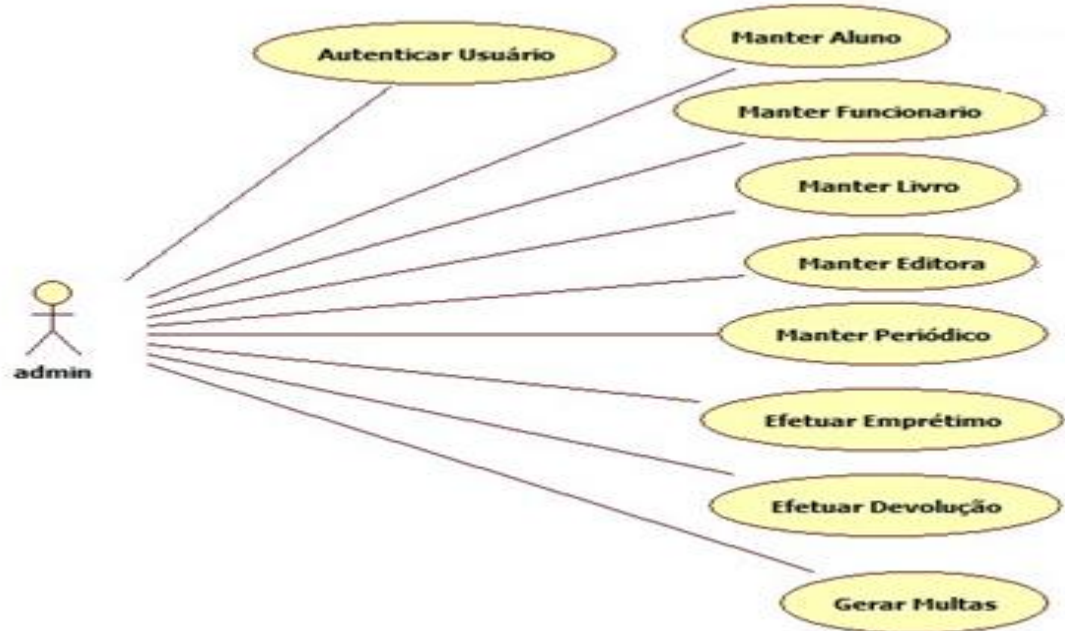 Manter Aluno
Autenticar Usuário
Manter Funcionario
Manter Livro
Manter Editora
Manter Periódico
admin
Efetuar Emprétimo
Efetuar Devolução
Gerar Multas